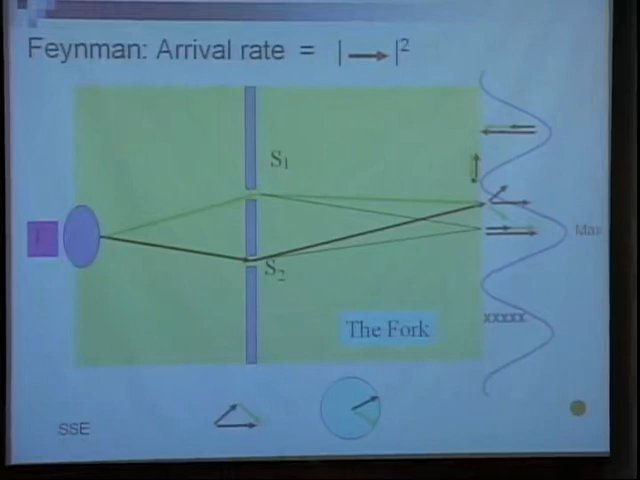 Feynman: Arrival rate = | |²
S₁
S₂
Max
xxxxx
The Fork
SSE